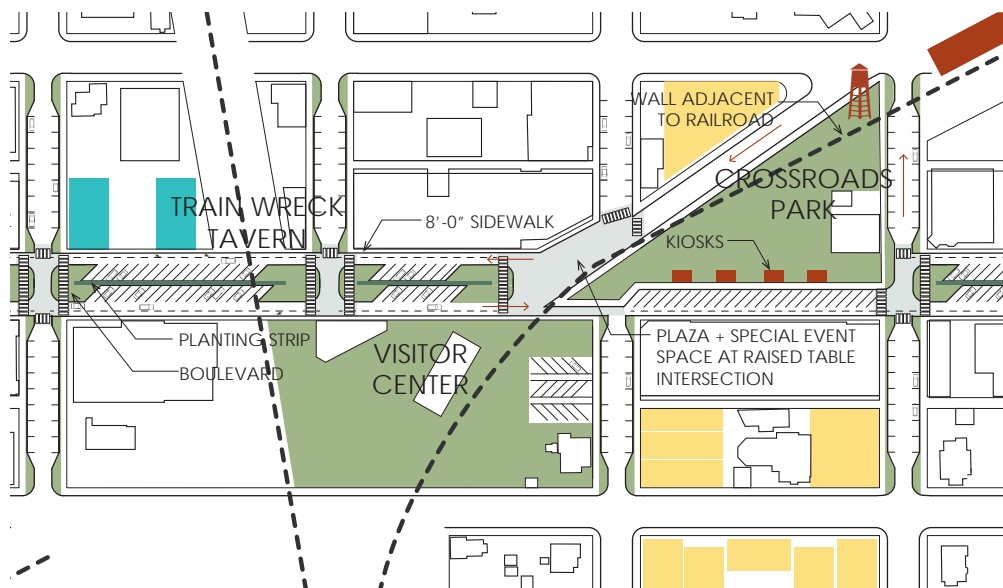 WALL ADJACENT
TO RAILROAD
CROSSROADS
PARK
TRAIN WRECK
TAVERN
8'-0" SIDEWALK
KIOSKS
PLANTING STRIP
BOULEVARD
VISITOR
CENTER
PLAZA + SPECIAL EVENT
SPACE AT RAISED TABLE
INTERSECTION